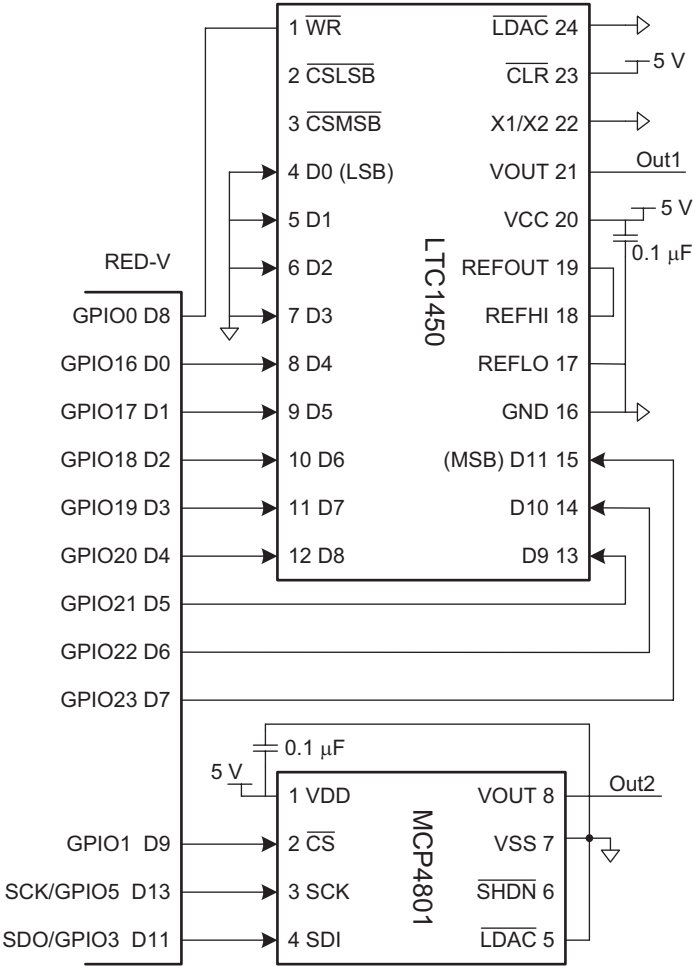 1 WR
LDAC 24
2 CSLSB
CLR 23
5 V
3 CSMSB
X1/X2 22
4 D0 (LSB)
VOUT 21
Out1
5 D1
VCC 20
5 V
0.1 μF
RED-V
6 D2
REFOUT 19
LTC1450
GPIO0 D8
7 D3
REFHI 18
GPIO16 D0
8 D4
REFLO 17
GPIO17 D1
9 D5
GND 16
GPIO18 D2
10 D6
(MSB) D11 15
GPIO19 D3
11 D7
D10 14
GPIO20 D4
12 D8
D9 13
GPIO21 D5
GPIO22 D6
GPIO23 D7
0.1 μF
5 V
1 VDD
VOUT 8
Out2
MCP4801
GPIO1 D9
2 CS
VSS 7
SCK/GPIO5 D13
3 SCK
SHDN 6
SDO/GPIO3 D11
4 SDI
LDAC 5